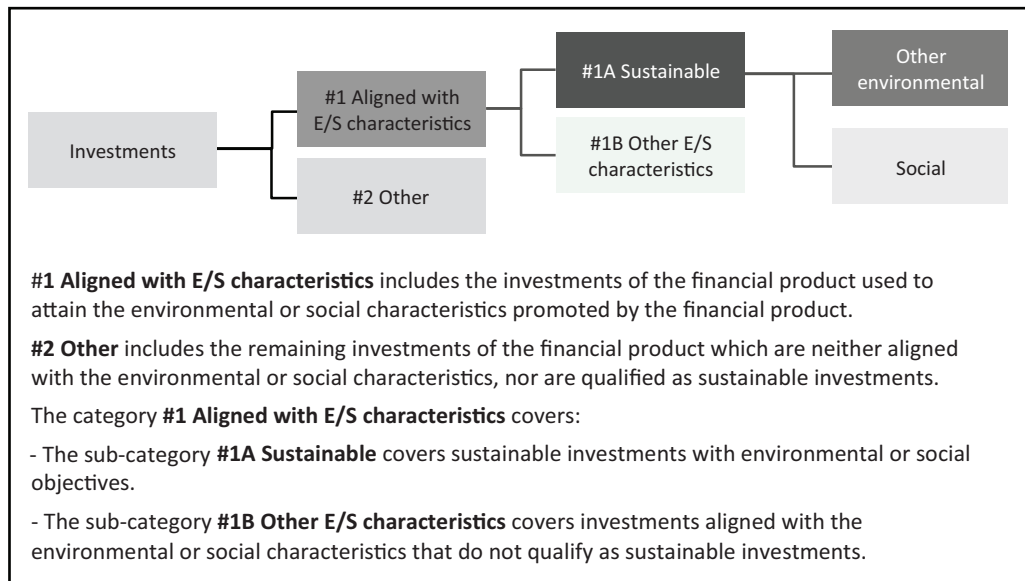 Investments
#1 Aligned with
E/S characteristics
#2 Other
#1A Sustainable
#1B Other E/S
characteristics
Other
environmental
Social
#1 Aligned with E/S characteristics includes the investments of the financial product used to
attain the environmental or social characteristics promoted by the financial product.
#2 Other includes the remaining investments of the financial product which are neither aligned
with the environmental or social characteristics, nor are qualified as sustainable investments.
The category #1 Aligned with E/S characteristics covers:
- The sub-category #1A Sustainable covers sustainable investments with environmental or social
objectives.
- The sub-category #1B Other E/S characteristics covers investments aligned with the
environmental or social characteristics that do not qualify as sustainable investments.